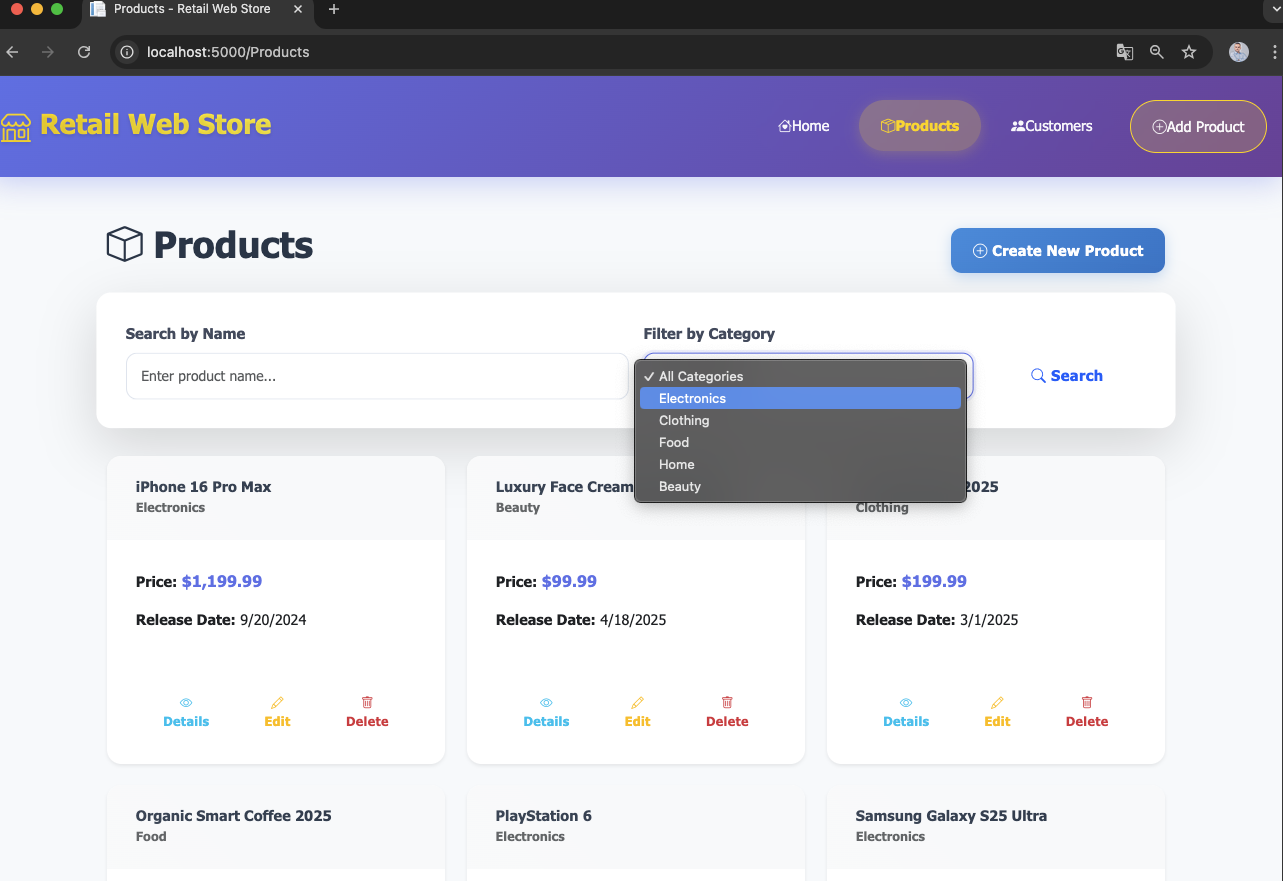 Products - Retail Web Store
localhost:5000/Products
Retail Web Store
Home
Products
Customers
Add Product
Products
Create New Product
Search by Name
Filter by Category
Enter product name...
All Categories
Electronics
Clothing
Food
Home
Beauty
Search
iPhone 16 Pro Max
Electronics
Price: $1,199.99
Release Date: 9/20/2024
Details Edit Delete
Luxury Face Cream
Beauty
Price: $99.99
Release Date: 4/18/2025
Details Edit Delete
2025
Clothing
Price: $199.99
Release Date: 3/1/2025
Details Edit Delete
Organic Smart Coffee 2025
Food
PlayStation 6
Electronics
Samsung Galaxy S25 Ultra
Electronics